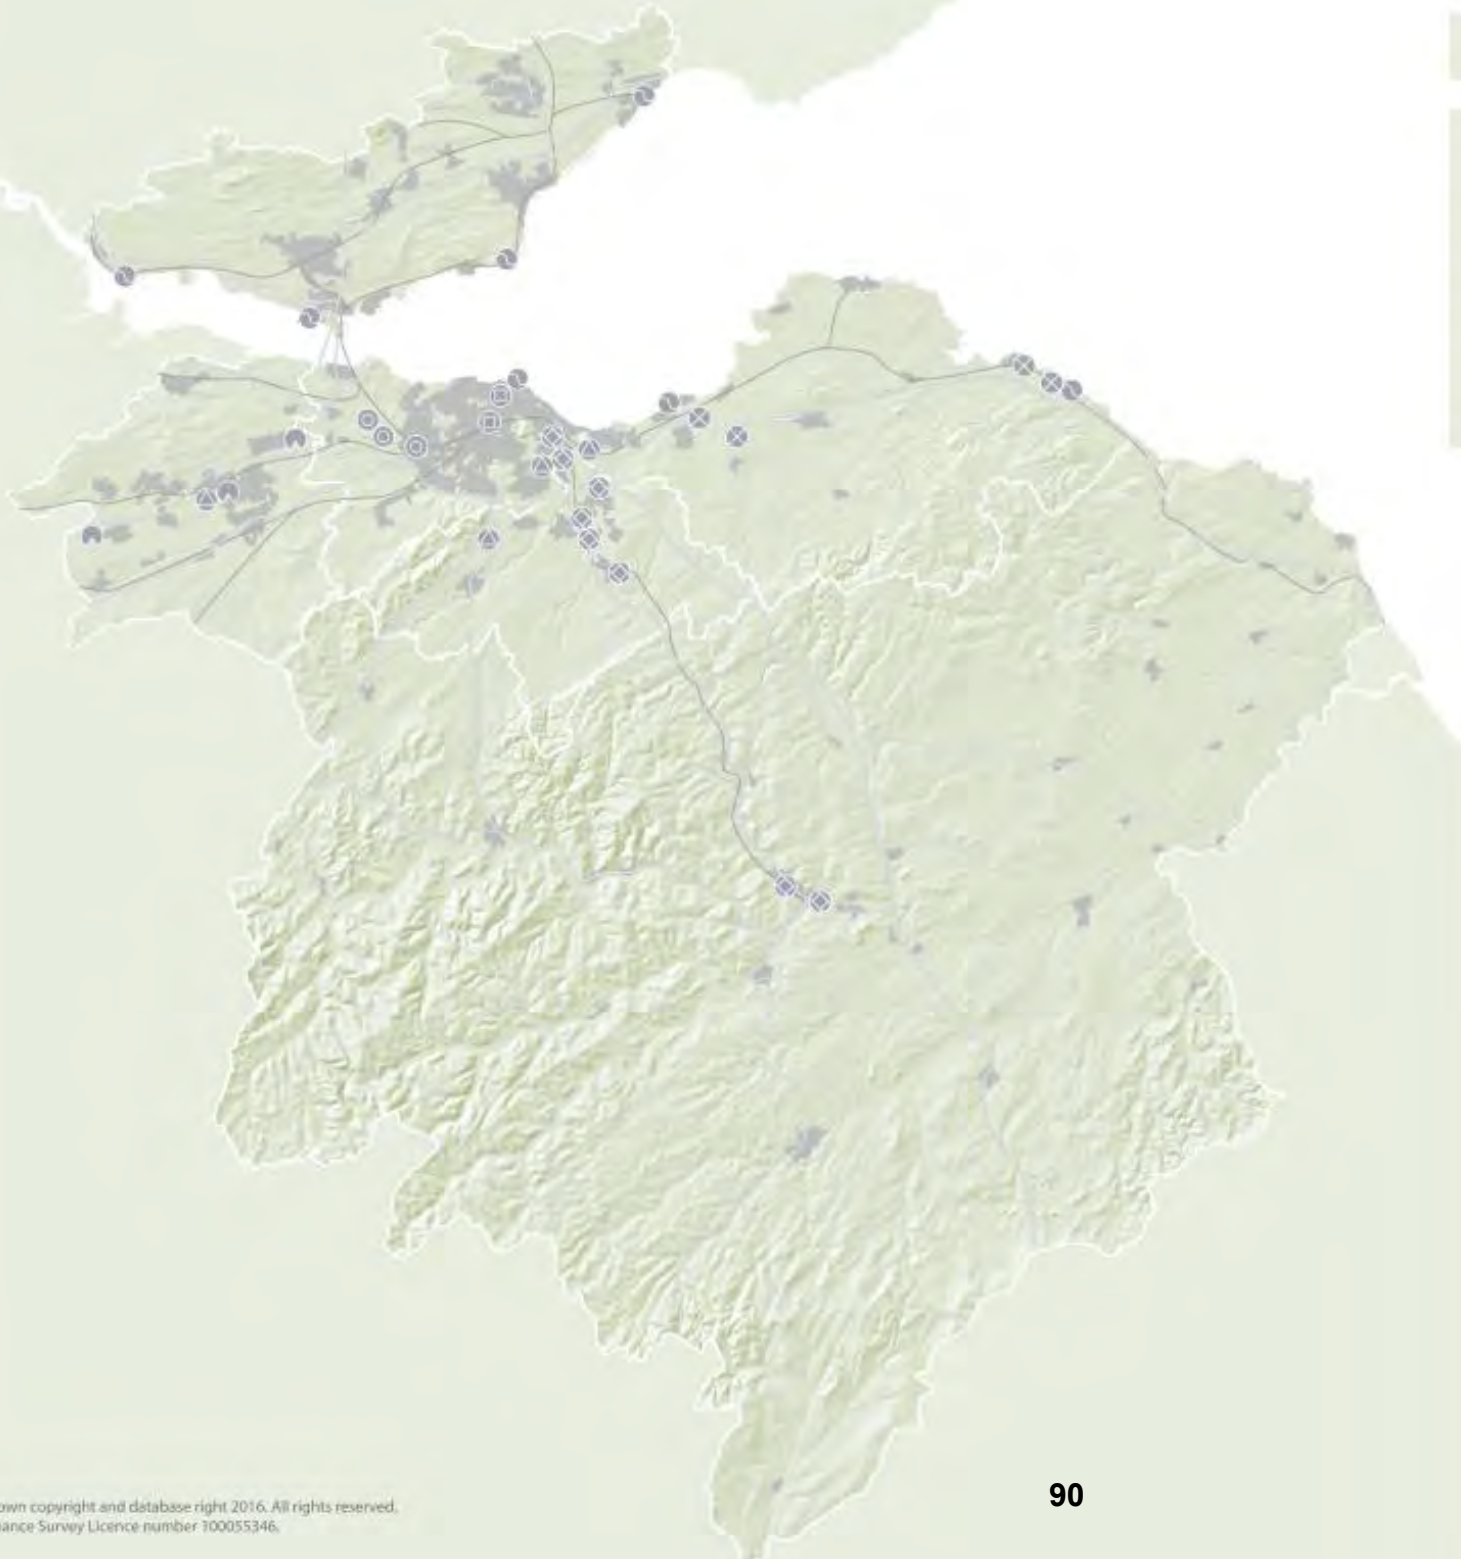 90
own copyright and database right 2016. All rights reserved.
ance Survey Licence number 100055346.